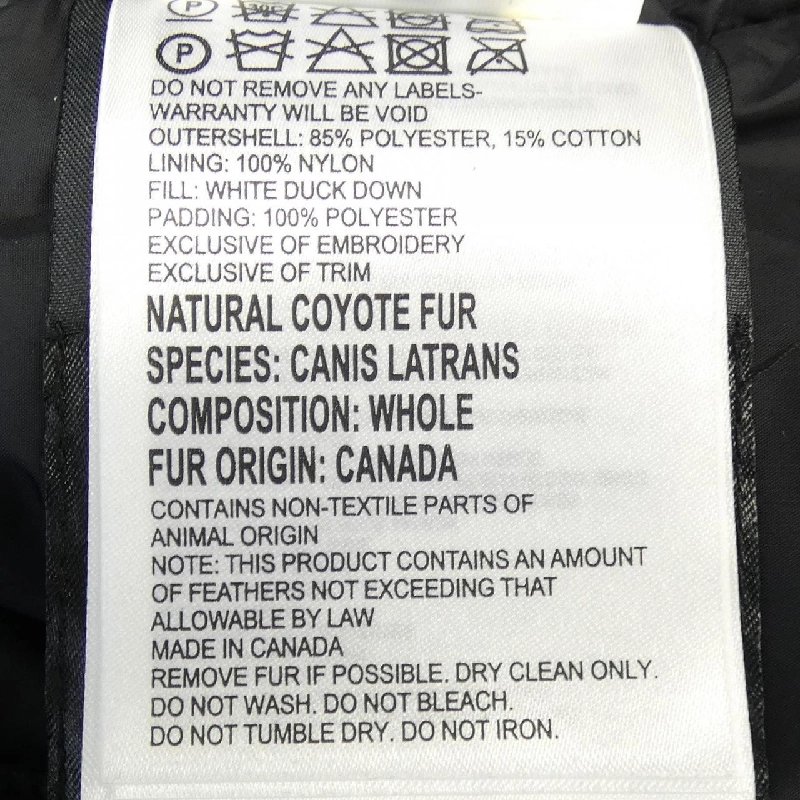 P
P
DO NOT REMOVE ANY LABELS-
WARRANTY WILL BE VOID
OUTERSHELL: 85% POLYESTER, 15% COTTON
LINING: 100% NYLON
FILL: WHITE DUCK DOWN
PADDING: 100% POLYESTER
EXCLUSIVE OF EMBROIDERY
EXCLUSIVE OF TRIM
NATURAL COYOTE FUR
SPECIES: CANIS LATRANS
COMPOSITION: WHOLE
FUR ORIGIN: CANADA
CONTAINS NON-TEXTILE PARTS OF
ANIMAL ORIGIN
NOTE: THIS PRODUCT CONTAINS AN AMOUNT
OF FEATHERS NOT EXCEEDING THAT
ALLOWABLE BY LAW
MADE IN CANADA
REMOVE FUR IF POSSIBLE. DRY CLEAN ONLY.
DO NOT WASH. DO NOT BLEACH.
DO NOT TUMBLE DRY. DO NOT IRON.